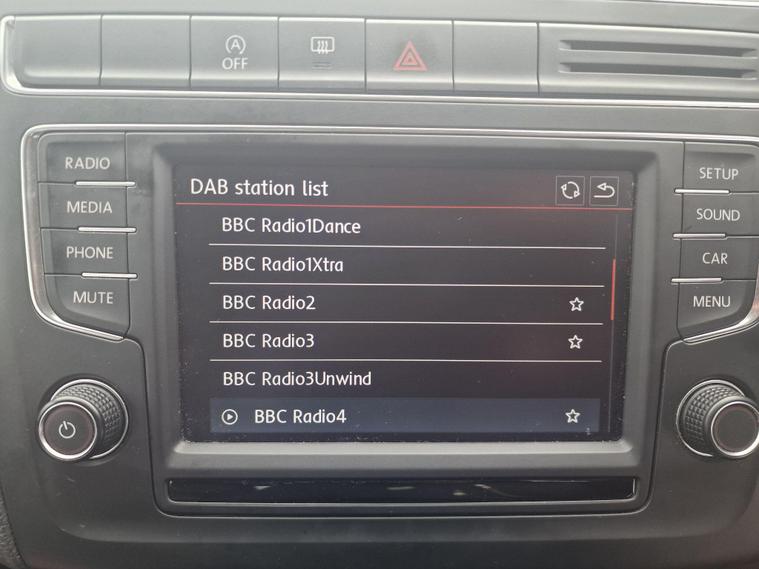 A
OFF
RADIO
MEDIA
PHONE
MUTE
DAB station list
BBC Radio1Dance
BBC Radio1Xtra
BBC Radio2
BBC Radio3
BBC Radio3Unwind
BBC Radio4
SETUP
SOUND
CAR
MENU